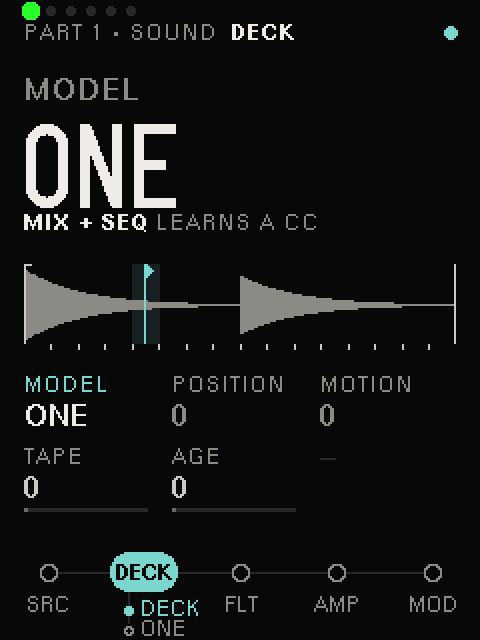 PART 1 · SOUND DECK
MODEL
ONE
MIX + SEQ LEARNS A CC
MODEL POSITION MOTION
ONE 0 0
TAPE AGE —
0 0
DECK
SRC DECK FLT AMP MOD
ONE